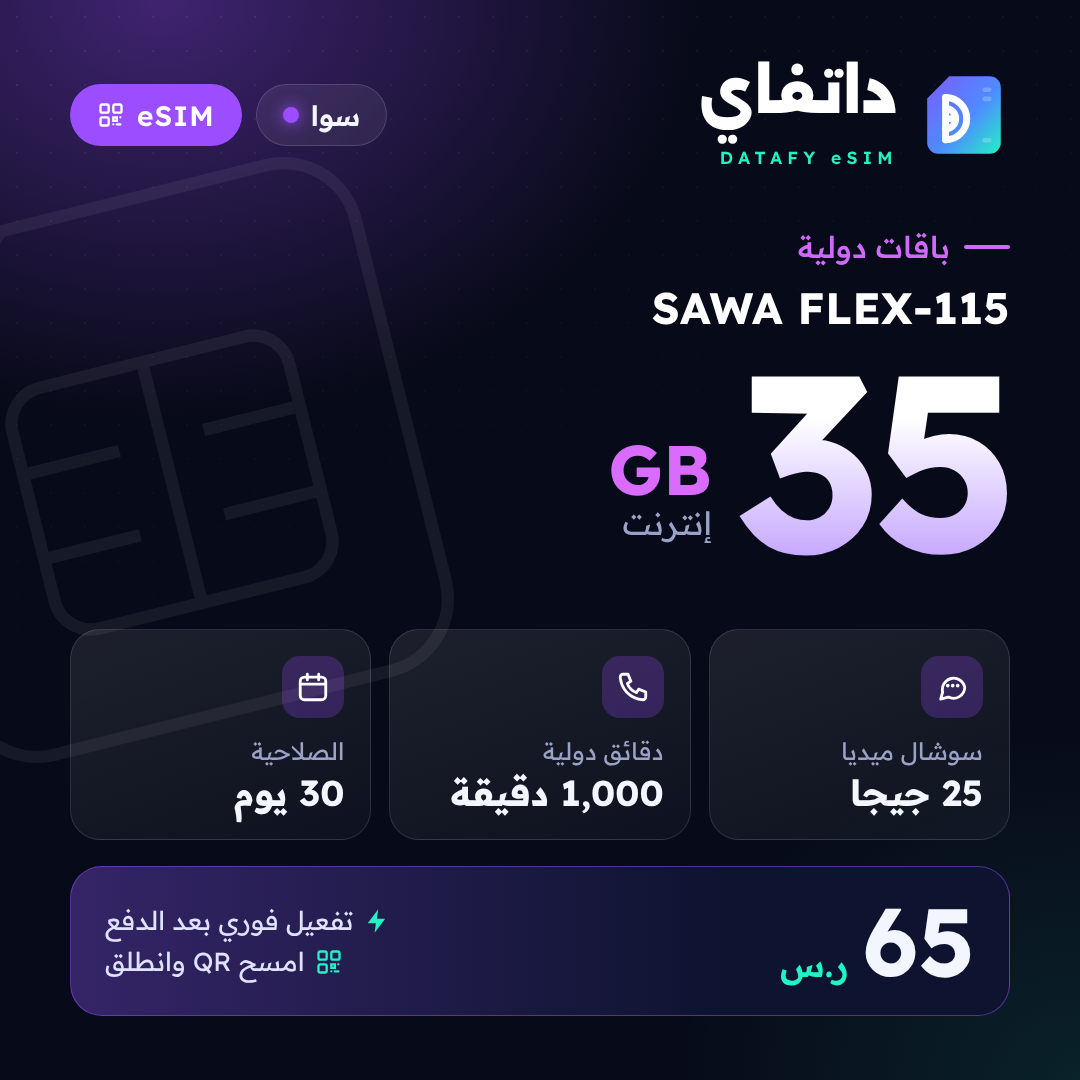 داتفاي
DATAFY eSIM
سوا
eSIM
باقات دولية
SAWA FLEX-115
35
GB
إنترنت
سوشال ميديا
25 جيجا
دقائق دولية
1,000 دقيقة
الصلاحية
30 يوم
65 ر.س
تفعيل فوري بعد الدفع
امسح QR وانطلق